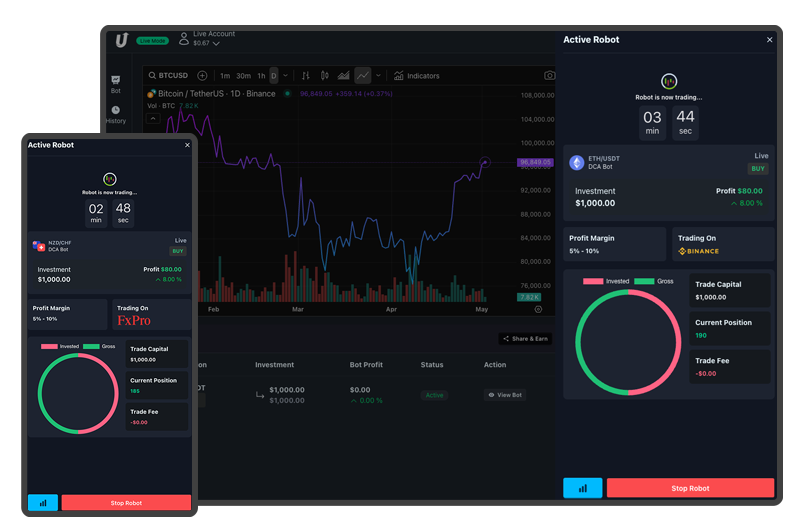 Live Mode
Live Account
$0.67
BTCUSD
1m 30m 1h D
Indicators
Bot
History
Bitcoin / TetherUS · 1D · Binance
96,849.05 +359.14 (+0.37%)
Vol · BTC 7.82 K
108,000.00
104,000.00
100,000.00
96,849.05
92,000.00
88,000.00
84,000.00
80,000.00
76,000.00
7.82 K
Feb Mar Apr May
Share & Earn
Investment Bot Profit Status Action
$1,000.00
$1,000.00
$0.00
0.00 %
Active
View Bot
Active Robot
Robot is now trading...
03 44
min sec
ETH/USDT
DCA Bot
Live
BUY
Investment
$1,000.00
Profit $80.00
8.00 %
Profit Margin
5% - 10%
Trading On
BINANCE
Invested Gross
Trade Capital
$1,000.00
Current Position
190
Trade Fee
-$0.00
Stop Robot
Active Robot
Robot is now trading...
02 48
min sec
NZD/CHF
DCA Bot
Live
BUY
Investment
$1,000.00
Profit $80.00
8.00 %
Profit Margin
5% - 10%
Trading On
FxPro
Invested Gross
Trade Capital
$1,000.00
Current Position
185
Trade Fee
-$0.00
Stop Robot